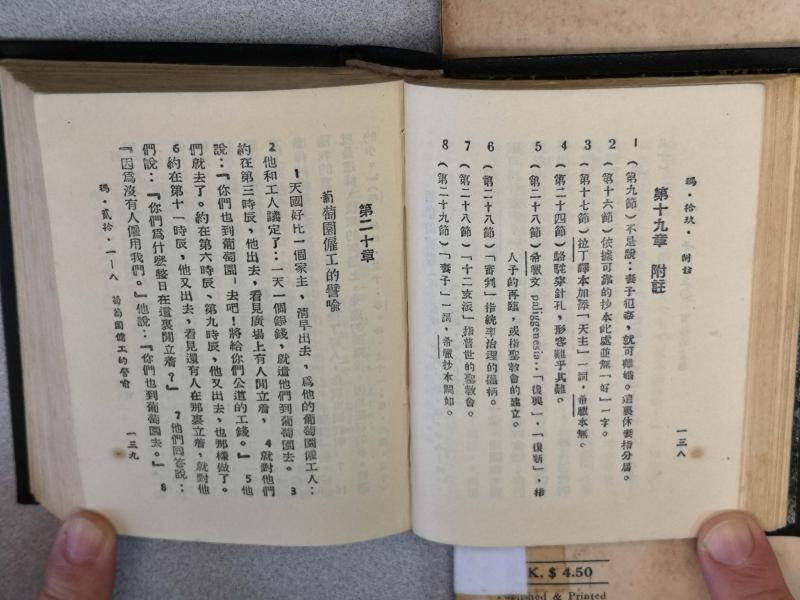 瑪・拾玖・ 附註
一三八
第十九章 附註
1（第九節）不是說：妻子犯姦，就可離婚。這裏休妻指分居。
2（第十六節）依據可靠的抄本此處並無「好」一字。
3（第十七節）拉丁譯本加添「天主」一詞，希臘本無。
4（第二十四節）駱駝穿針孔，形容難乎其難。
5（第二十八節）希臘文 paliggenesia：「復興」，「復新」，指
人子的再臨，或指聖敎會的建立。
6（第二十八節）「審判」指統率治理的權柄。
7（第二十八節）「十二支派」指普世的聖敎會。
8（第二十九節）「妻子」一詞，希臘抄本闕如。
第二十章
葡萄園僱工的譬喻
1天國好比一個家主，清早出去，爲他的葡萄園僱工人：
2他和工人議定了：一天一個銀錢，就遣他們到葡萄園去。 3
約在第三時辰，他出去，看見廣場上有人閒立着， 4就對他們
說：『你們也到葡萄園去吧！將給你們公道的工錢。』 5他
們就去了。約在第六時辰、第九時辰，他又出去，也那樣做了。
6約在第十一時辰，他又出去，看見還有人在那裏立着，就對他
們說：『你們爲什麼整日在這裏閒立着？』 7他們回答說：
『因爲沒有人僱用我們。』他說：『你們也到葡萄園去。』 8
瑪・貳拾・一—八 葡萄園僱工的譬喻
一三九
K. $ 4.50
Published & Printed